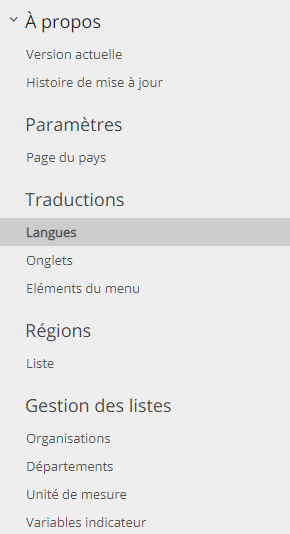 À propos
Version actuelle
Histoire de mise à jour
Paramètres
Page du pays
Traductions
Langues
Onglets
Eléments du menu
Régions
Liste
Gestion des listes
Organisations
Départements
Unité de mesure
Variables indicateur